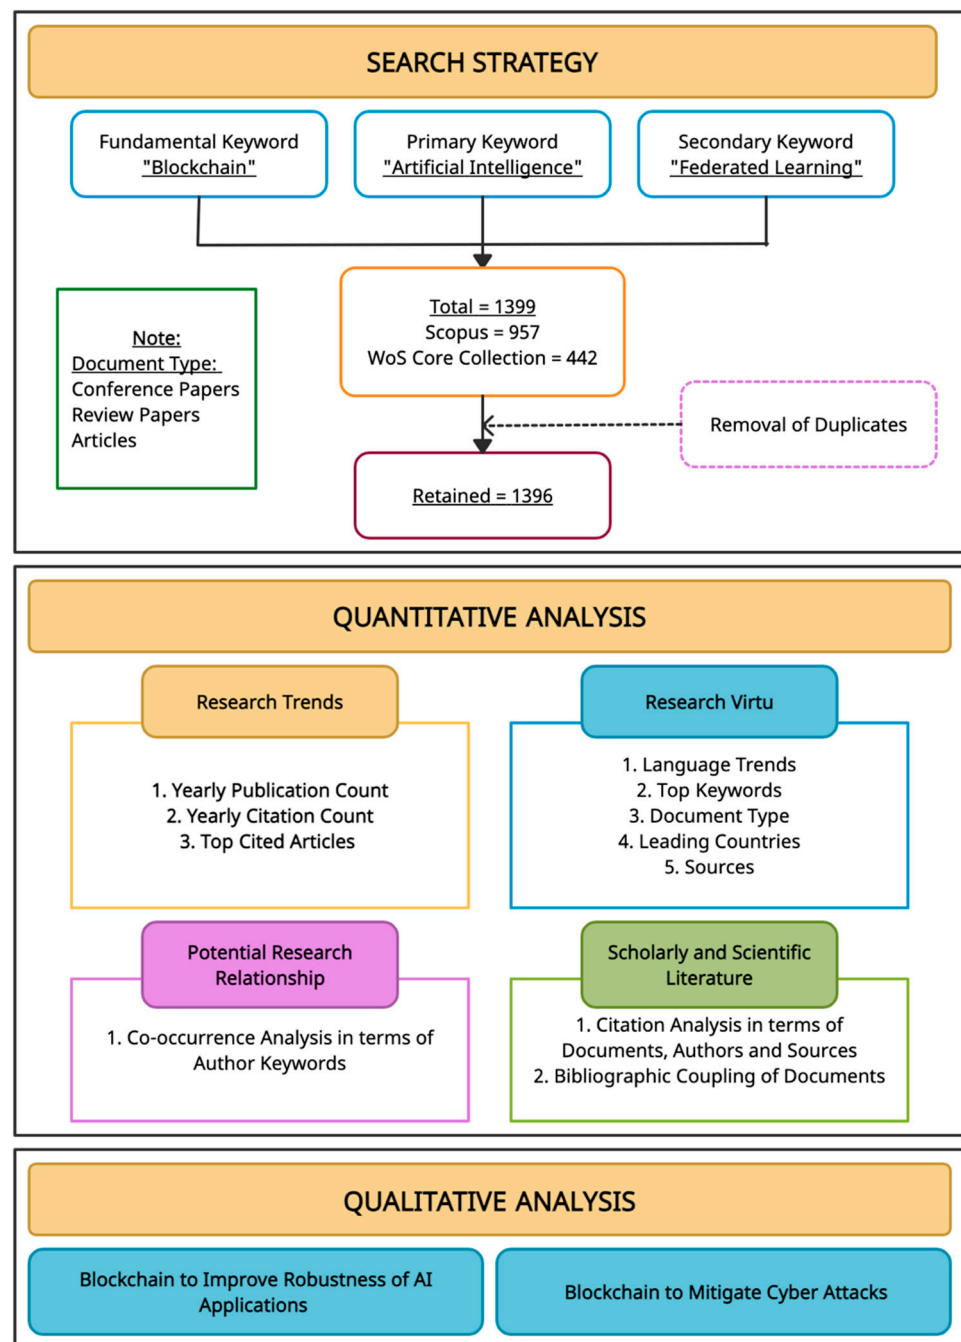 SEARCH STRATEGY
Fundamental Keyword
"Blockchain"
Primary Keyword
"Artificial Intelligence"
Secondary Keyword
"Federated Learning"
Note:
Document Type:
Conference Papers
Review Papers
Articles
Total = 1399
Scopus = 957
WoS Core Collection = 442
Removal of Duplicates
Retained = 1396
QUANTITATIVE ANALYSIS
Research Trends
1. Yearly Publication Count
2. Yearly Citation Count
3. Top Cited Articles
Research Virtu
1. Language Trends
2. Top Keywords
3. Document Type
4. Leading Countries
5. Sources
Potential Research
Relationship
1. Co-occurrence Analysis in terms of
Author Keywords
Scholarly and Scientific
Literature
1. Citation Analysis in terms of
Documents, Authors and Sources
2. Bibliographic Coupling of Documents
QUALITATIVE ANALYSIS
Blockchain to Improve Robustness of AI
Applications
Blockchain to Mitigate Cyber Attacks